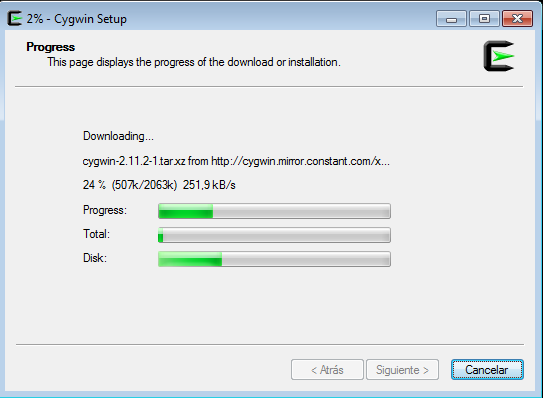 2% - Cygwin Setup
Progress
This page displays the progress of the download or installation.
Downloading...
cygwin-2.11.2-1.tar.xz from http://cygwin.mirror.constant.com/x...
24 % (507k/2063k) 251,9 kB/s
Progress:
Total:
Disk:
< Atrás Siguiente > Cancelar